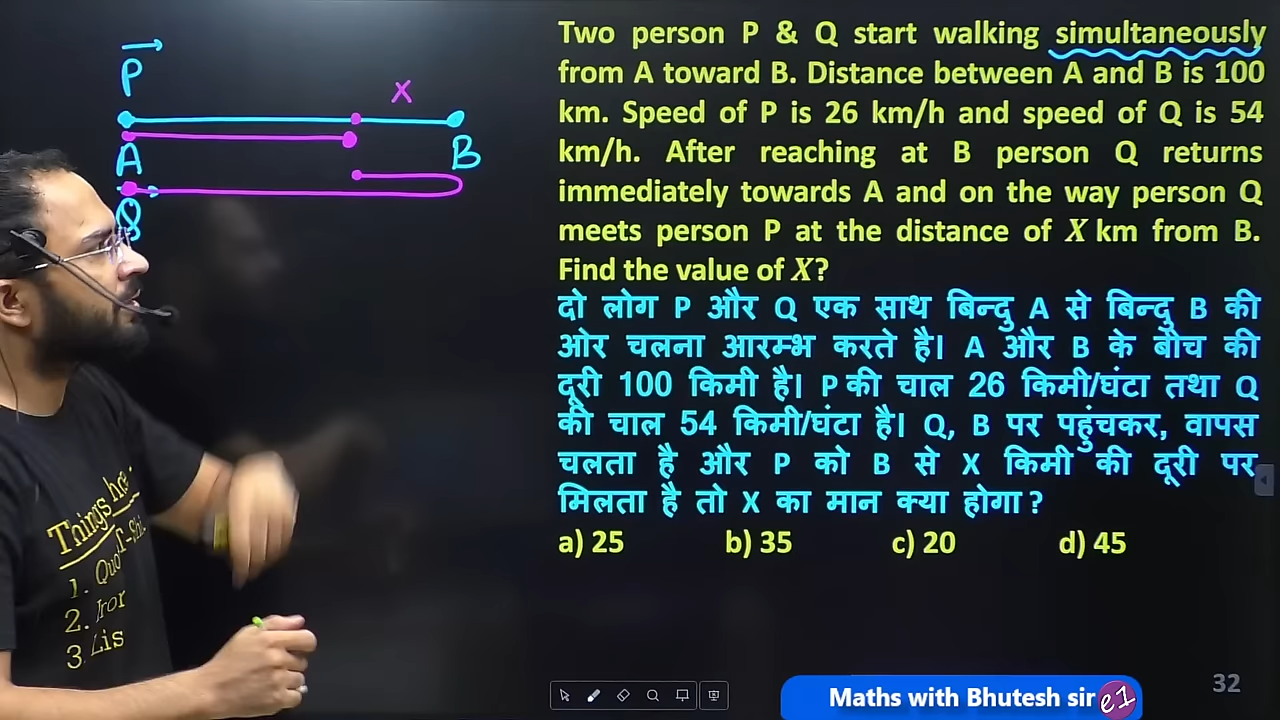 P
X
A
B
Q
Two person P & Q start walking simultaneously
from A toward B. Distance between A and B is 100
km. Speed of P is 26 km/h and speed of Q is 54
km/h. After reaching at B person Q returns
immediately towards A and on the way person Q
meets person P at the distance of X km from B.
Find the value of X?
दो लोग P और Q एक साथ बिन्दु A से बिन्दु B की
ओर चलना आरम्भ करते है। A और B के बीच की
दूरी 100 किमी है। P की चाल 26 किमी/घंटा तथा Q
की चाल 54 किमी/घंटा है। Q, B पर पहुंचकर, वापस
चलता है और P को B से X किमी की दूरी पर
मिलता है तो X का मान क्या होगा?
a) 25 b) 35 c) 20 d) 45
Things
1. Quo
2. Iror
3. Lis
Maths with Bhutesh sir e1
32